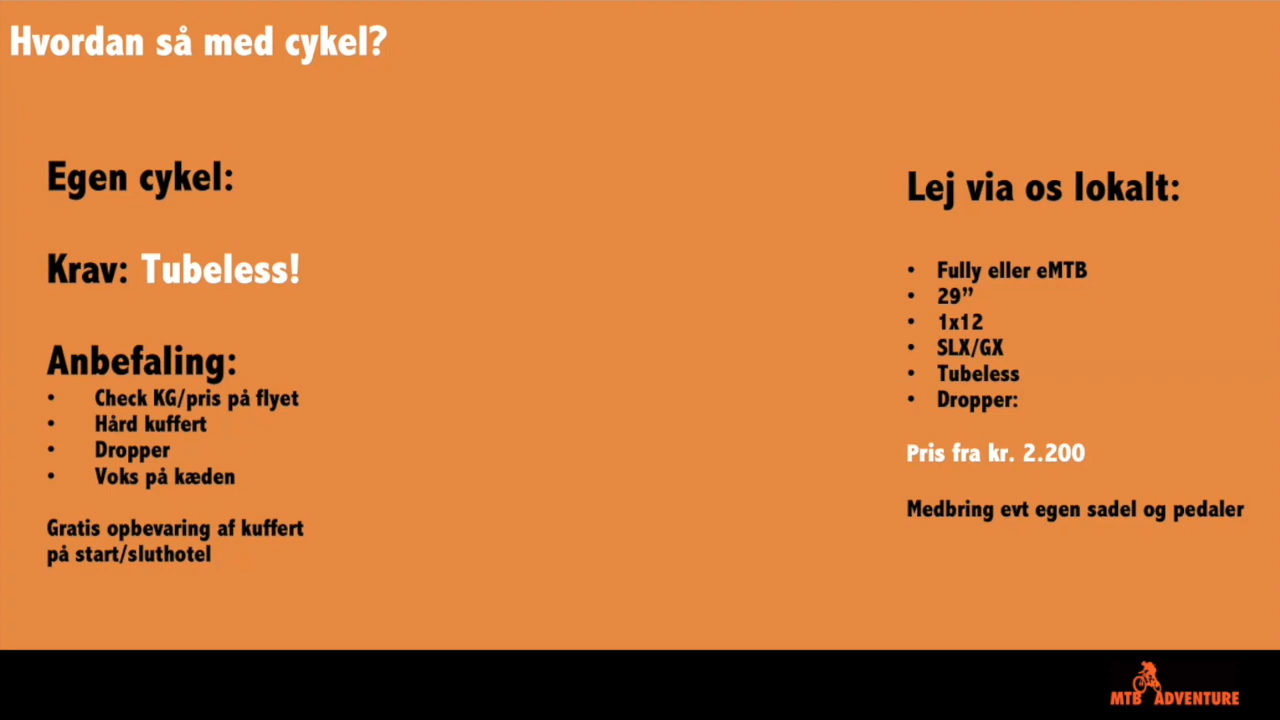 Hvordan så med cykel?
Egen cykel:
Krav: Tubeless!
Anbefaling:
• Check KG/pris på flyet
• Hård kuffert
• Dropper
• Voks på kæden
Gratis opbevaring af kuffert
på start/sluthotel
Lej via os lokalt:
• Fully eller eMTB
• 29”
• 1x12
• SLX/GX
• Tubeless
• Dropper:
Pris fra kr. 2.200
Medbring evt egen sadel og pedaler
MTB ADVENTURE